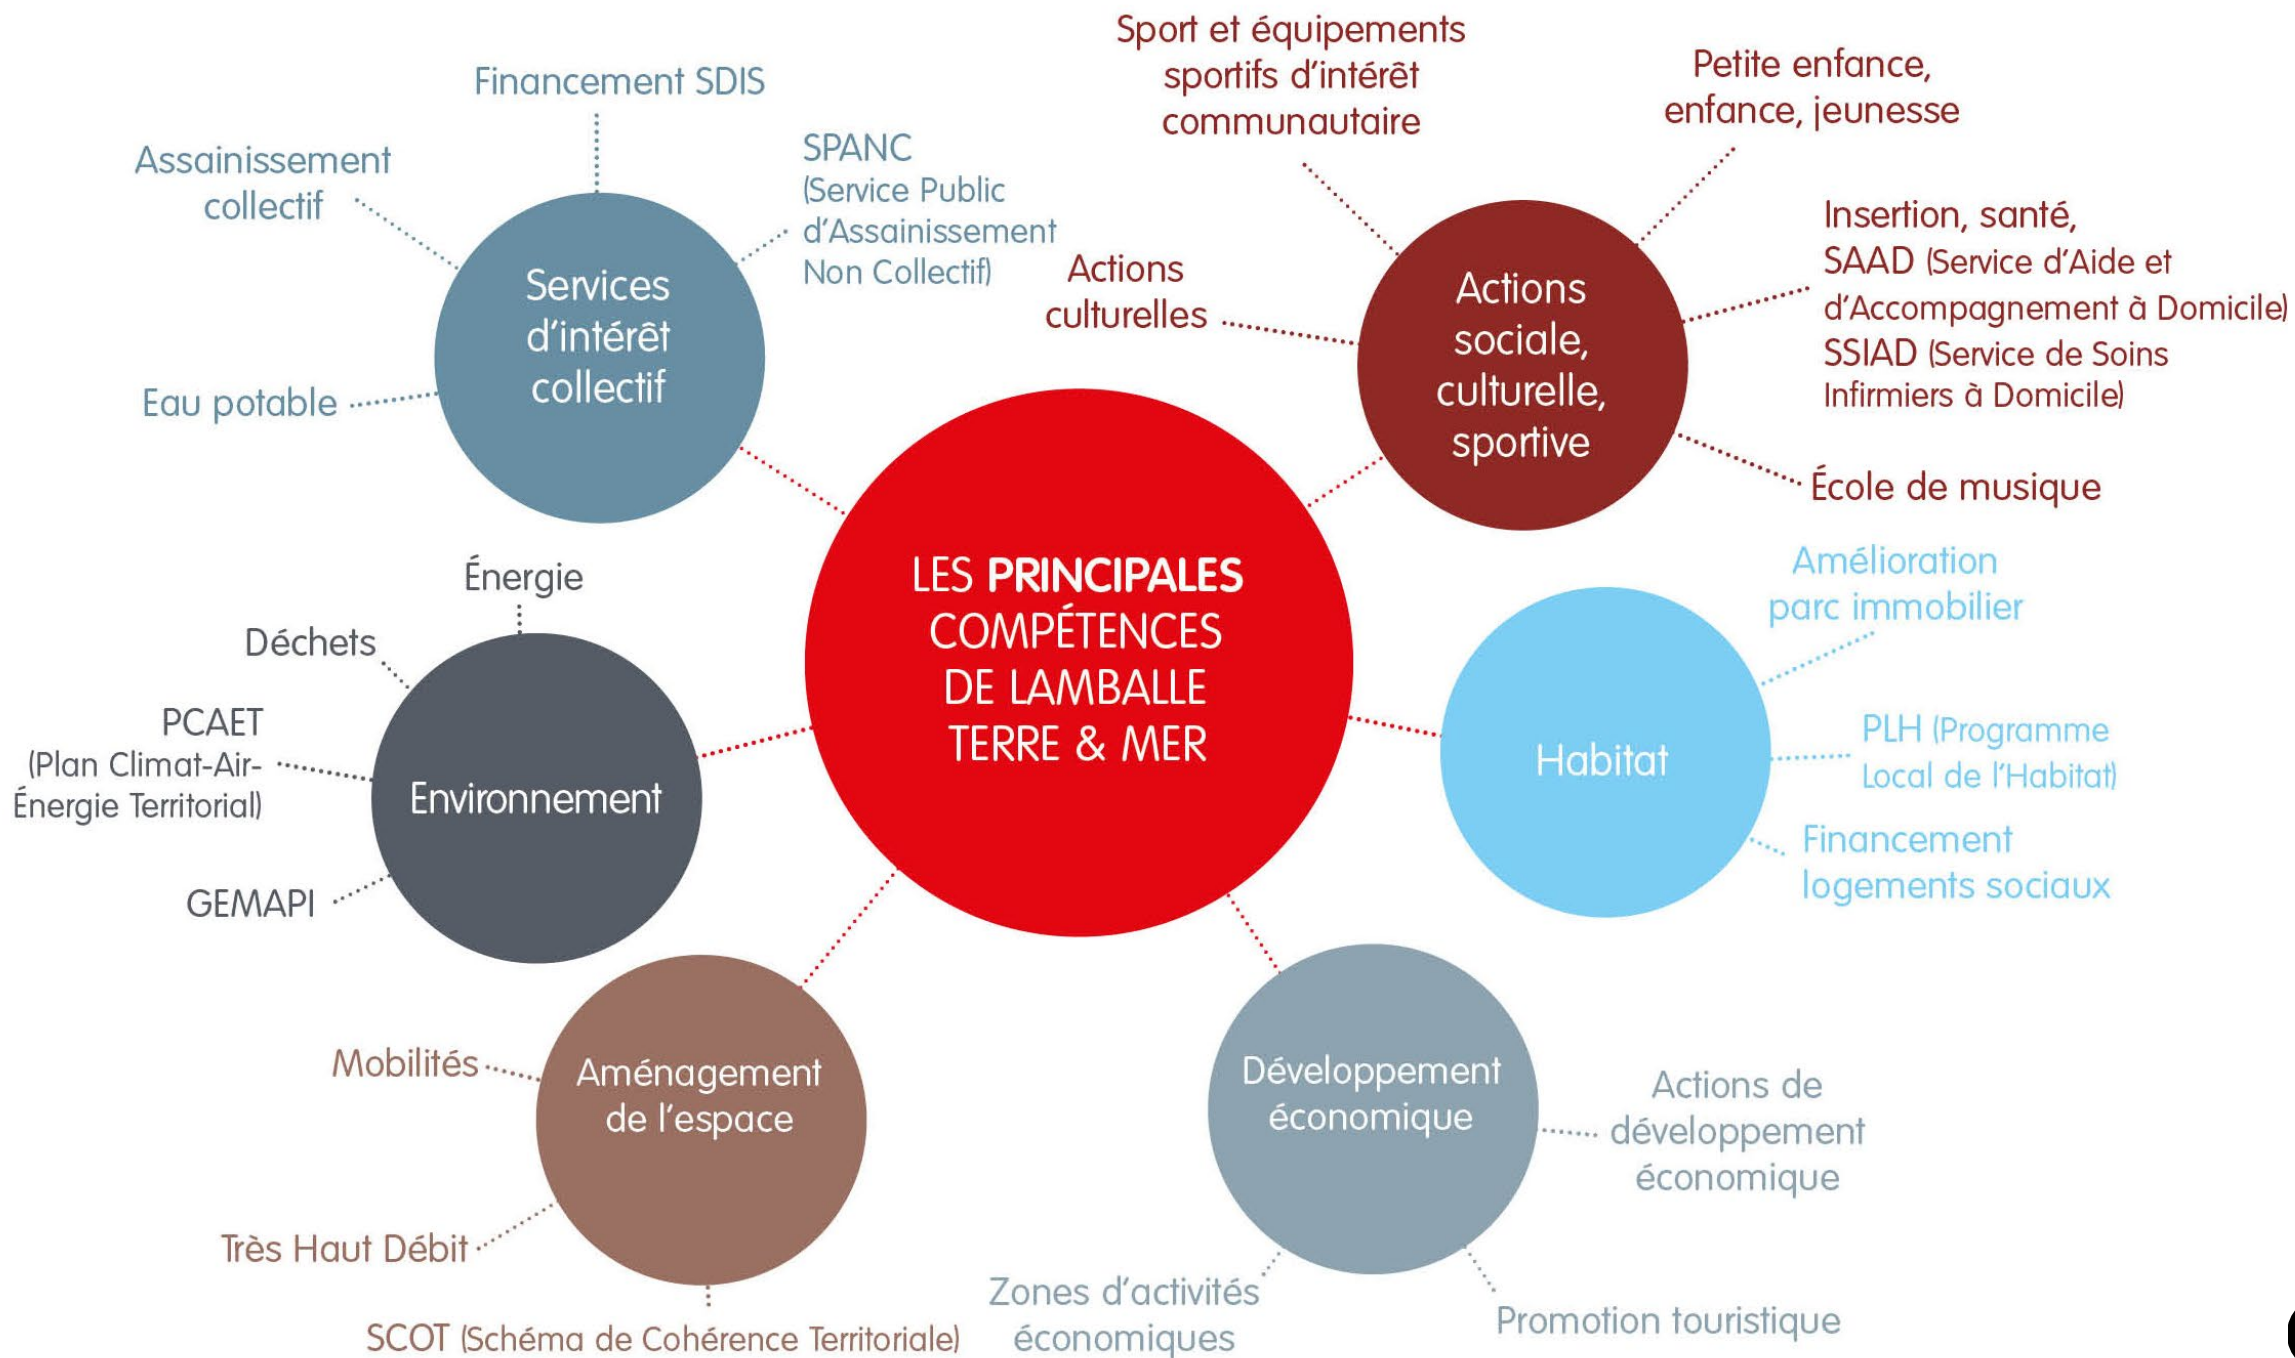 LES PRINCIPALES
COMPÉTENCES
DE LAMBALLE
TERRE & MER
Services
d'intérêt
collectif
Financement SDIS
Assainissement
collectif
SPANC
(Service Public
d'Assainissement
Non Collectif)
Eau potable
Actions
sociale,
culturelle,
sportive
Sport et équipements
sportifs d'intérêt
communautaire
Petite enfance,
enfance, jeunesse
Actions
culturelles
Insertion, santé,
SAAD (Service d'Aide et
d'Accompagnement à Domicile)
SSIAD (Service de Soins
Infirmiers à Domicile)
École de musique
Environnement
Énergie
Déchets
PCAET
(Plan Climat-Air-
Énergie Territorial)
GEMAPI
Habitat
Amélioration
parc immobilier
PLH (Programme
Local de l'Habitat)
Financement
logements sociaux
Aménagement
de l'espace
Mobilités
Très Haut Débit
SCOT (Schéma de Cohérence Territoriale)
Développement
économique
Actions de
développement
économique
Zones d'activités
économiques
Promotion touristique